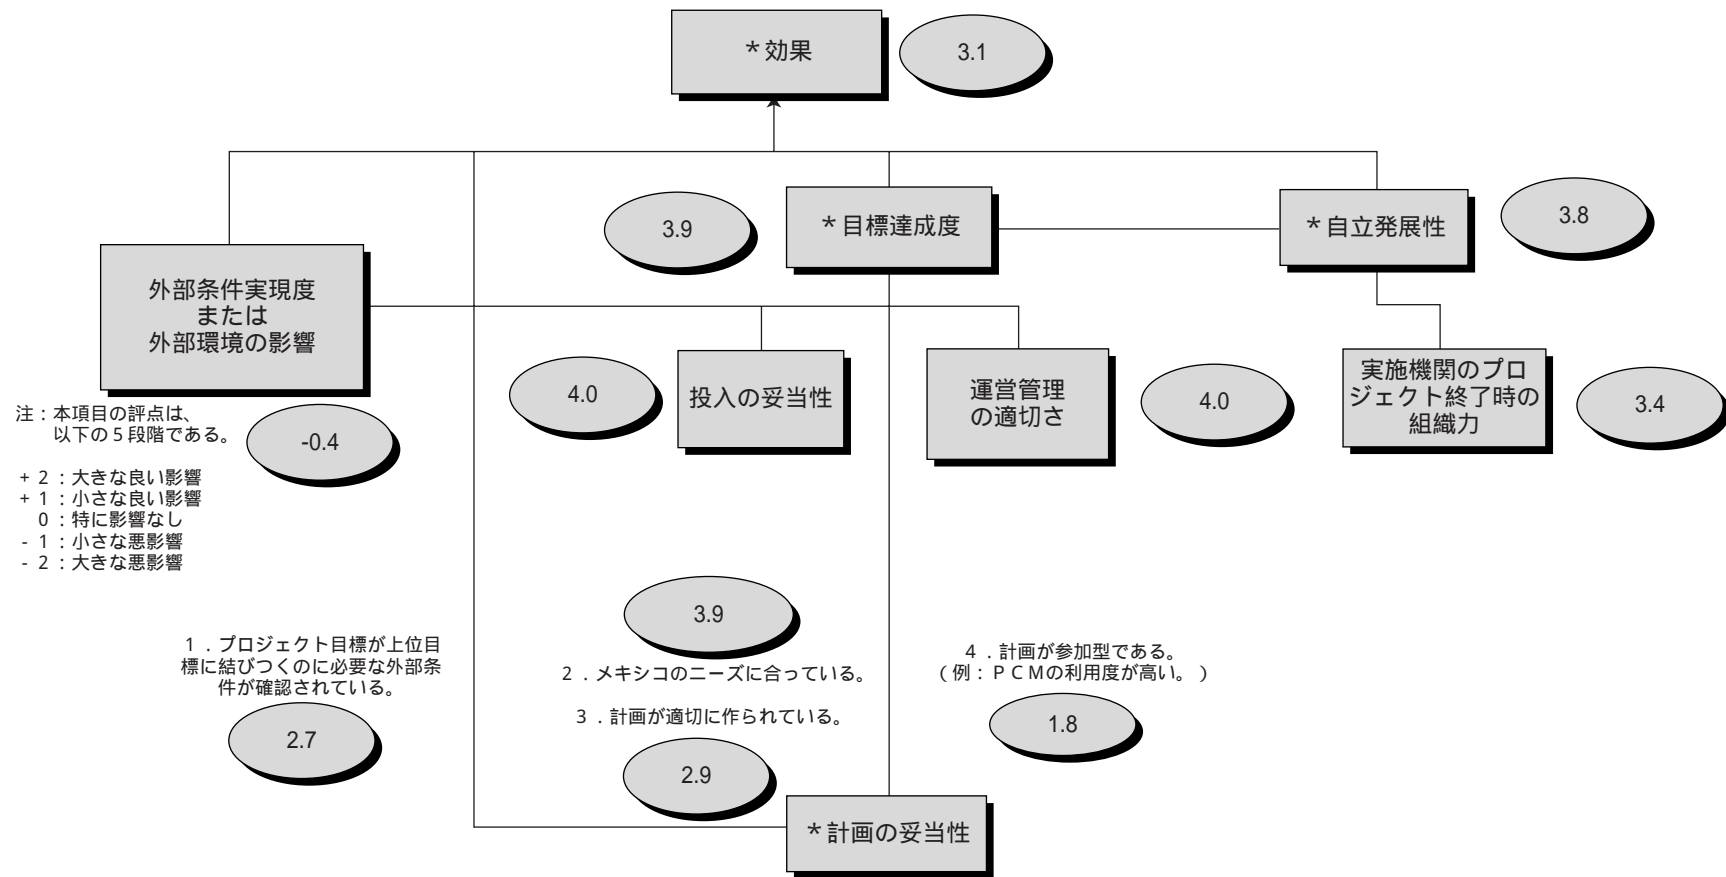 ＊効果
3.1
3.9
＊目標達成度
＊自立発展性
3.8
外部条件実現度
または
外部環境の影響
4.0
投入の妥当性
運営管理
の適切さ
4.0
実施機関のプロ
ジェクト終了時の
組織力
3.4
注：本項目の評点は、
以下の５段階である。
-0.4
+ 2：大きな良い影響
+ 1：小さな良い影響
0：特に影響なし
- 1：小さな悪影響
- 2：大きな悪影響
1．プロジェクト目標が上位目
標に結びつくのに必要な外部条
件が確認されている。
2.7
3.9
2．メキシコのニーズに合っている。
3．計画が適切に作られている。
2.9
4．計画が参加型である。
（例：ＰＣＭの利用度が高い。）
1.8
＊計画の妥当性